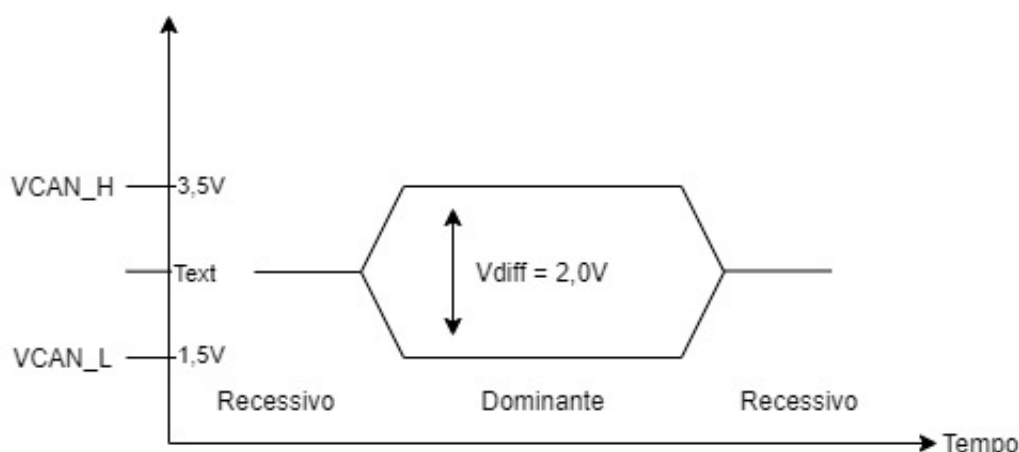 VCAN_H
3,5V
Text
Vdiff = 2,0V
VCAN_L
1,5V
Recessivo
Dominante
Recessivo
Tempo